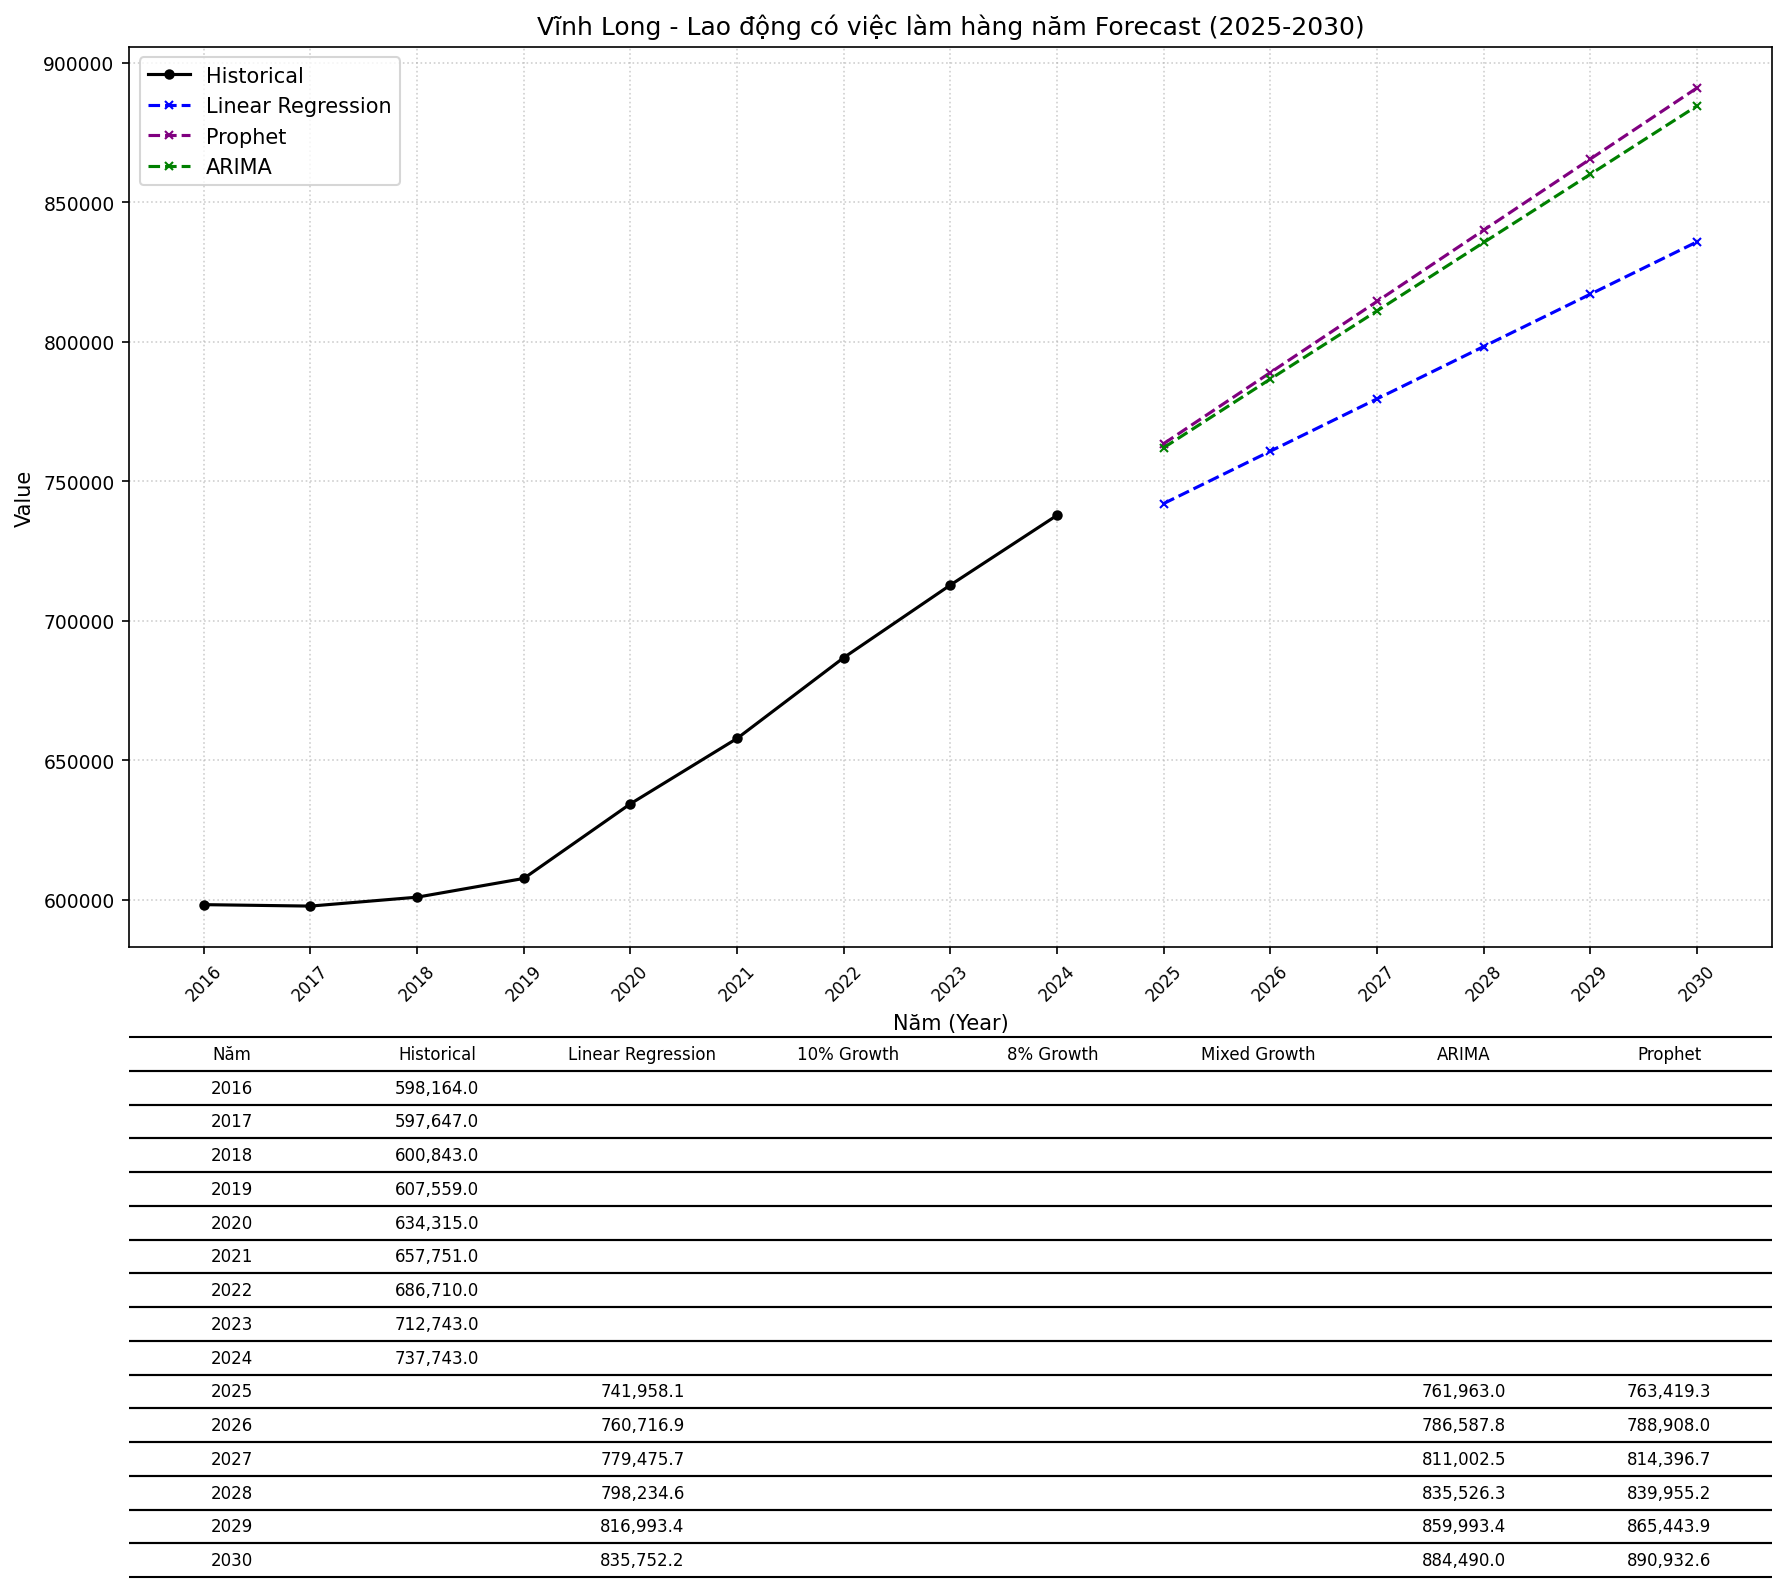 Vĩnh Long - Lao động có việc làm hàng năm Forecast (2025-2030)
Historical
Linear Regression
Prophet
ARIMA
900000
850000
800000
750000
700000
650000
600000
Value
2016 2017 2018 2019 2020 2021 2022 2023 2024 2025 2026 2027 2028 2029 2030
Năm (Year)
Năm Historical Linear Regression 10% Growth 8% Growth Mixed Growth ARIMA Prophet
2016 598,164.0
2017 597,647.0
2018 600,843.0
2019 607,559.0
2020 634,315.0
2021 657,751.0
2022 686,710.0
2023 712,743.0
2024 737,743.0
2025 741,958.1 761,963.0 763,419.3
2026 760,716.9 786,587.8 788,908.0
2027 779,475.7 811,002.5 814,396.7
2028 798,234.6 835,526.3 839,955.2
2029 816,993.4 859,993.4 865,443.9
2030 835,752.2 884,490.0 890,932.6